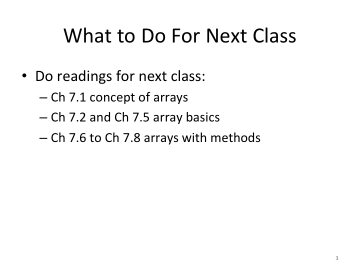 What to Do For Next Class
• Do readings for next class:
– Ch 7.1 concept of arrays
– Ch 7.2 and Ch 7.5 array basics
– Ch 7.6 to Ch 7.8 arrays with methods